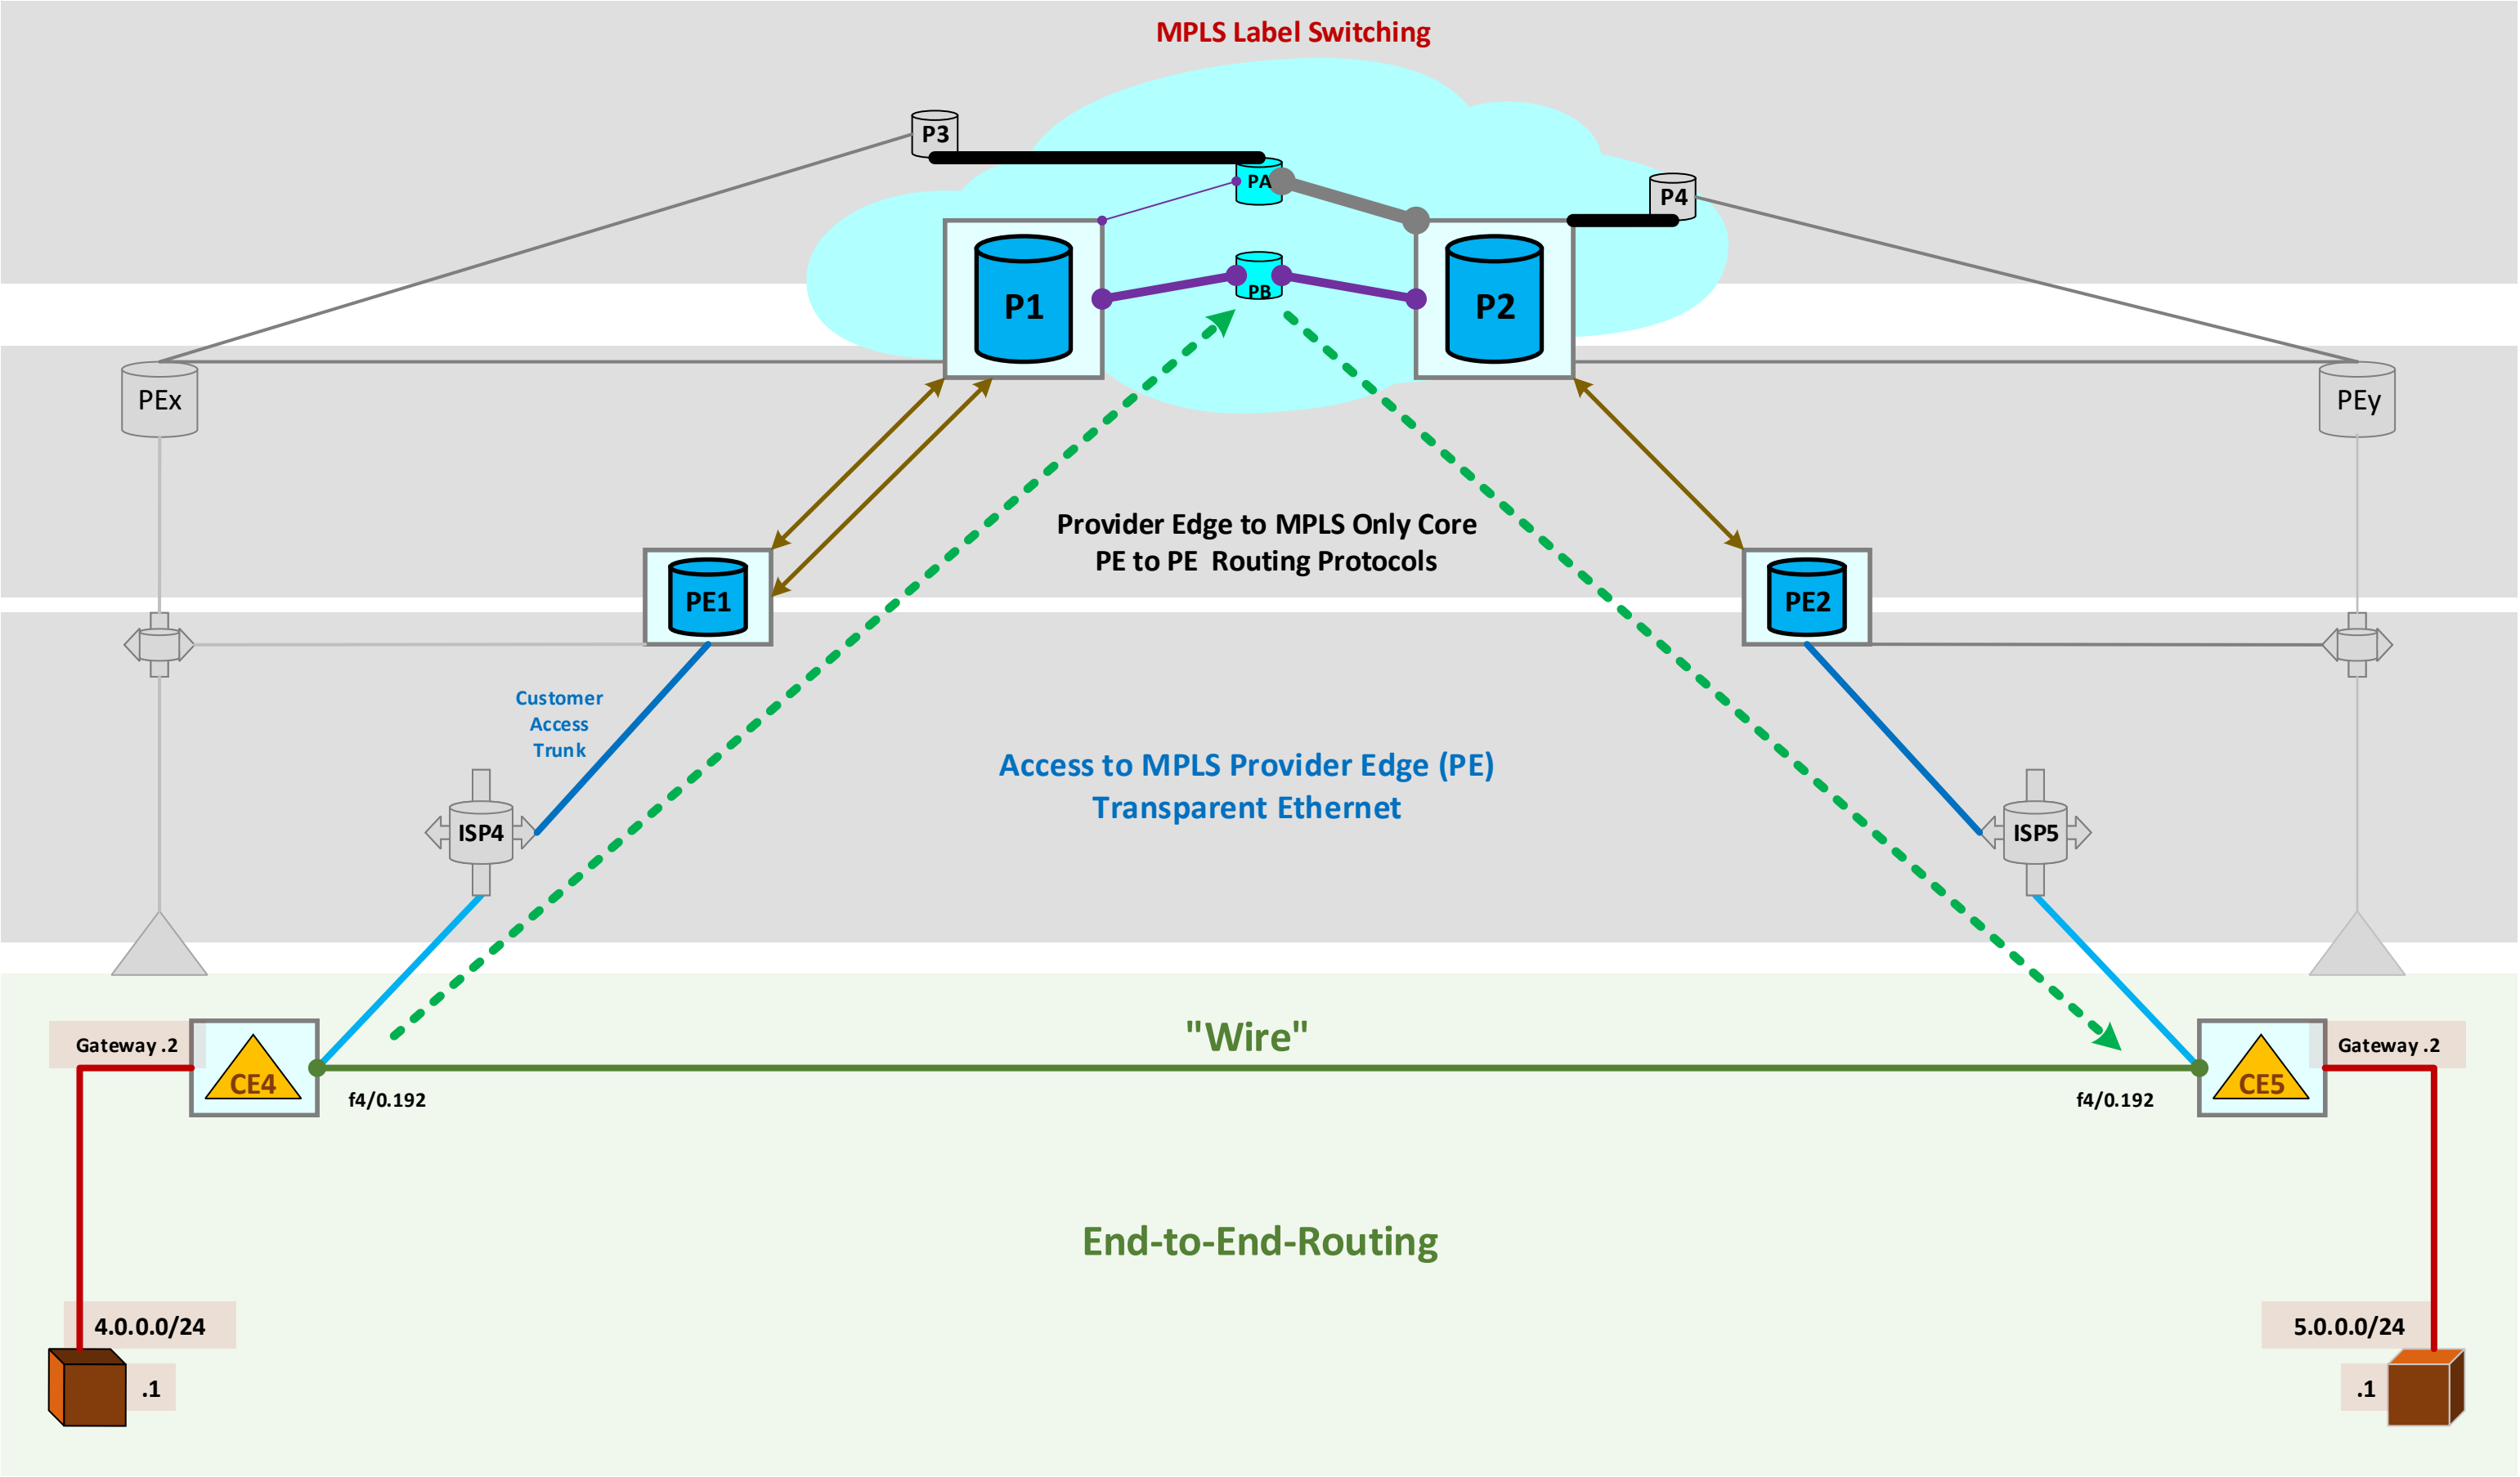 MPLS Label Switching
P3
PA
P4
P1
PB
P2
PEx
PEy
Provider Edge to MPLS Only Core
PE to PE Routing Protocols
PE1
PE2
Customer
Access
Trunk
Access to MPLS Provider Edge (PE)
Transparent Ethernet
ISP4
ISP5
"Wire"
Gateway .2
Gateway .2
CE4
CE5
f4/0.192
f4/0.192
End-to-End-Routing
4.0.0.0/24
5.0.0.0/24
.1
.1